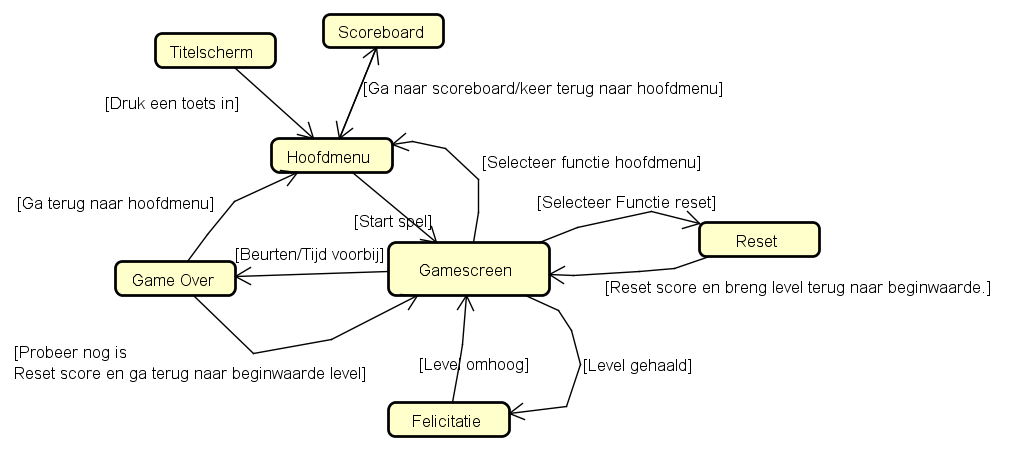 Scoreboard
Titelscherm
[Ga naar scoreboard/keer terug naar hoofdmenu]
[Druk een toets in]
Hoofdmenu
[Selecteer functie hoofdmenu]
[Ga terug naar hoofdmenu]
[Selecteer Functie reset]
[Start spel]
Reset
[Beurten/Tijd voorbij]
Gamescreen
Game Over
[Reset score en breng level terug naar beginwaarde.]
[Probeer nog is
Reset score en ga terug naar beginwaarde level]
[Level omhoog]
[Level gehaald]
Felicitatie